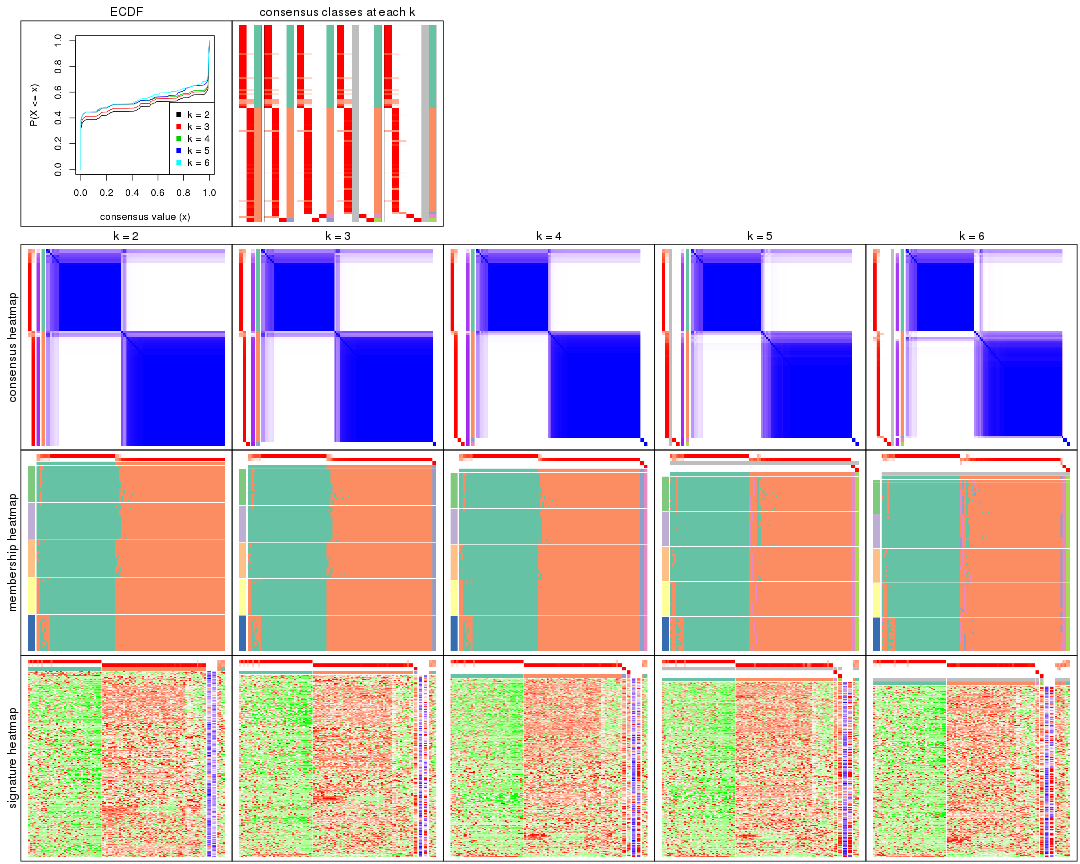 ECDF
consensus classes at each k
P(X <= x)
0.0 0.2 0.4 0.6 0.8 1.0
k = 2
k = 3
k = 4
k = 5
k = 6
0.0 0.2 0.4 0.6 0.8 1.0
consensus value (x)
k = 2
k = 3
k = 4
k = 5
k = 6
consensus heatmap
membership heatmap
signature heatmap